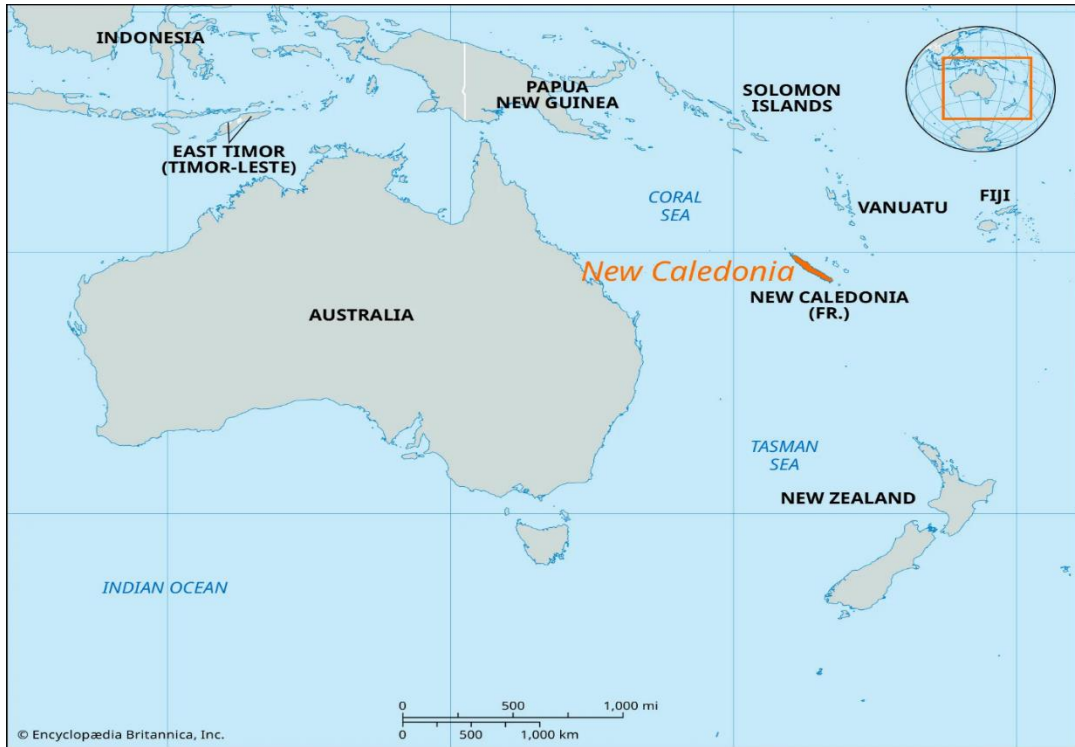 INDONESIA
PAPUA
NEW GUINEA
SOLOMON
ISLANDS
EAST TIMOR
(TIMOR-LESTE)
CORAL
SEA
VANUATU
FIJI
New Caledonia
NEW CALEDONIA
(FR.)
AUSTRALIA
TASMAN
SEA
NEW ZEALAND
INDIAN OCEAN
0 500 1,000 mi
0 500 1,000 km
© Encyclopædia Britannica, Inc.